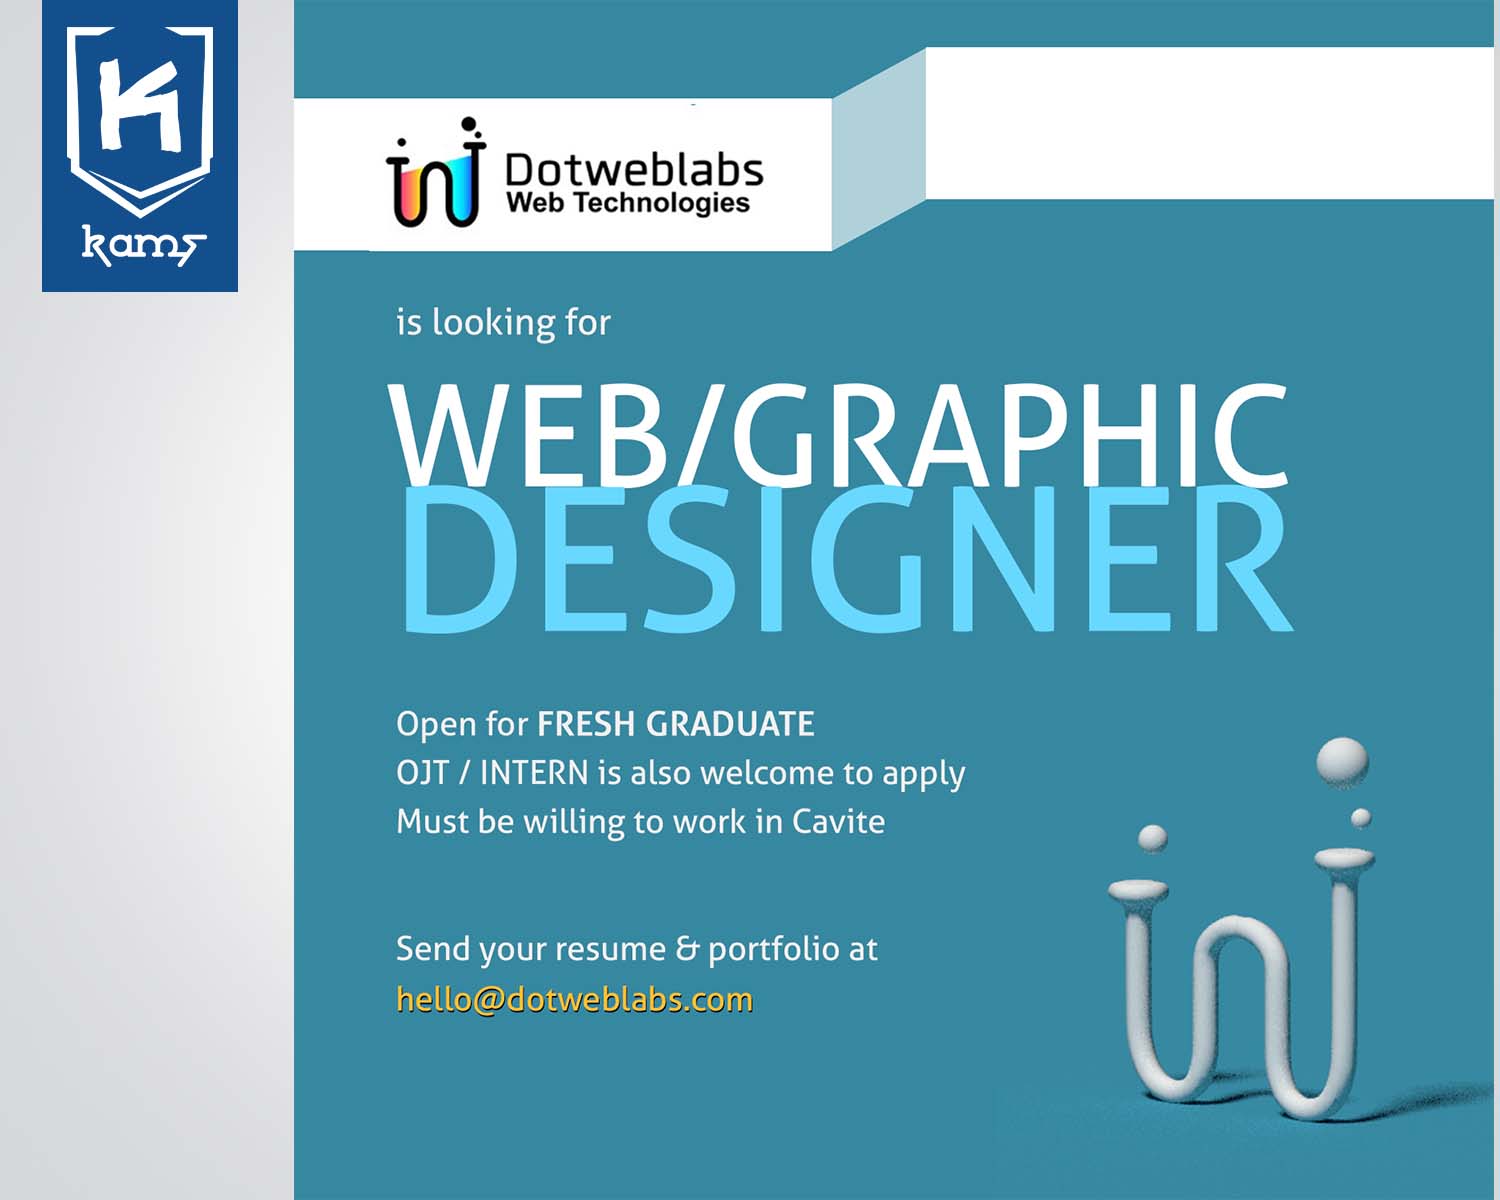 K
kams
Dotweblabs
Web Technologies
is looking for
WEB/GRAPHIC
DESIGNER
Open for FRESH GRADUATE
OJT / INTERN is also welcome to apply
Must be willing to work in Cavite
Send your resume & portfolio at
hello@dotweblabs.com